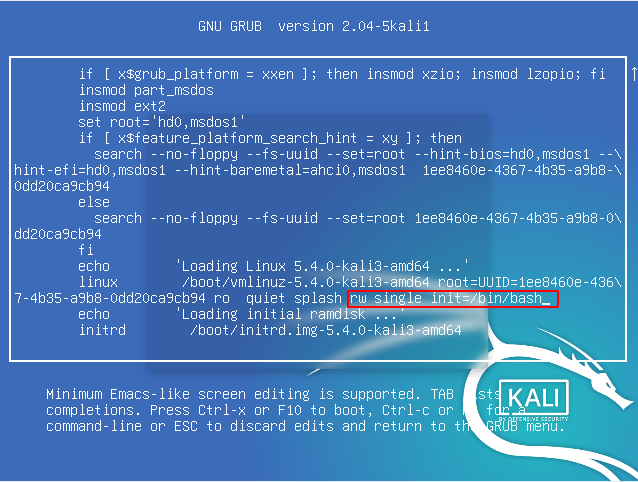 GNU GRUB  version 2.04-5kali1
if [ x$grub_platform = xxen ]; then insmod xzio; insmod lzopio; fi
insmod part_msdos
insmod ext2
set root='hd0,msdos1'
if [ x$feature_platform_search_hint = xy ]; then
search --no-floppy --fs-uuid --set=root --hint-bios=hd0,msdos1 --\
hint-efi=hd0,msdos1 --hint-baremetal=ahci0,msdos1  1ee8460e-4367-4b35-a9b8-\
0dd20ca9cb94
else
search --no-floppy --fs-uuid --set=root 1ee8460e-4367-4b35-a9b8-0\
dd20ca9cb94
fi
echo        'Loading Linux 5.4.0-kali3-amd64 ...'
linux        /boot/vmlinuz-5.4.0-kali3-amd64 root=UUID=1ee8460e-436\
7-4b35-a9b8-0dd20ca9cb94 ro  quiet splash rw single init=/bin/bash_
echo        'Loading initial ramdisk ...'
initrd        /boot/initrd.img-5.4.0-kali3-amd64
Minimum Emacs-like screen editing is supported. TAB lists
completions. Press Ctrl-x or F10 to boot, Ctrl-c or for a
command-line or ESC to discard edits and return to the GRUB menu.
KALI
BY OFFENSIVE SECURITY